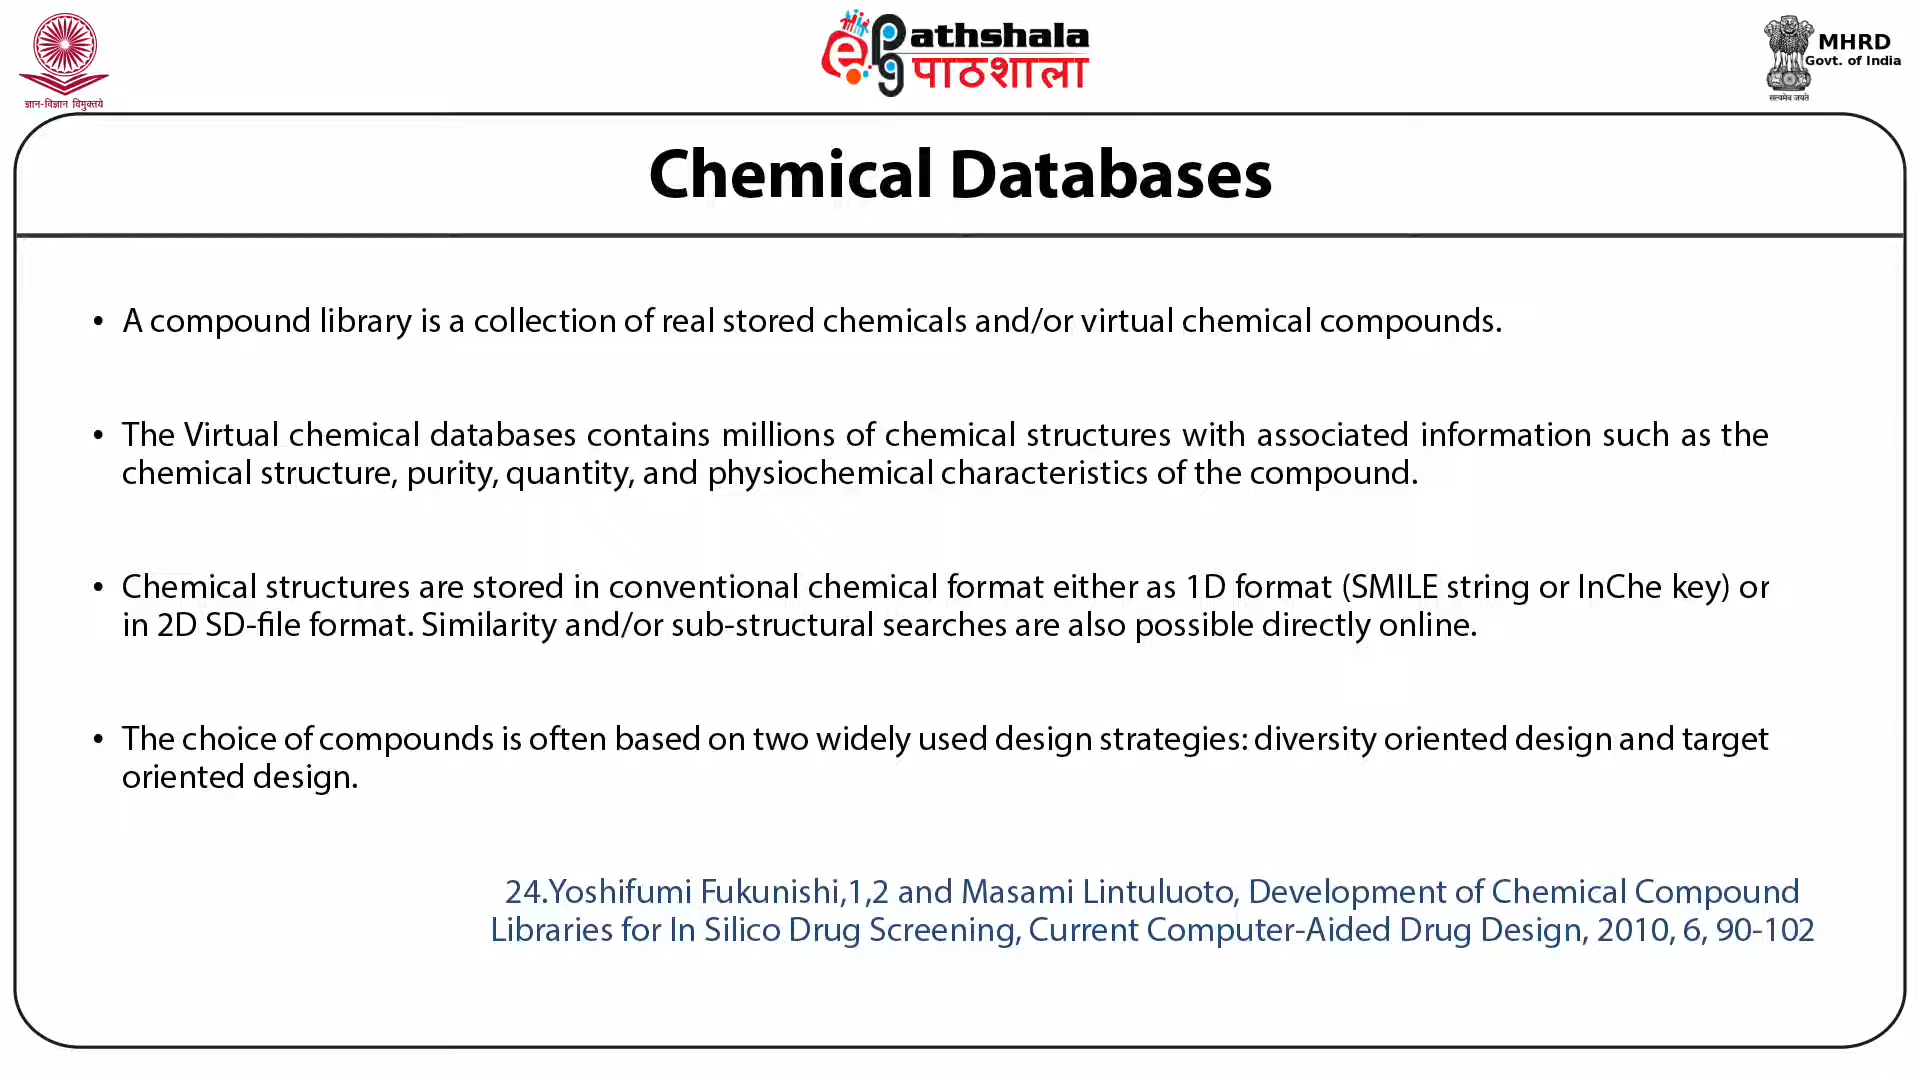 ज्ञान-विज्ञान विमुक्तये
ePathshala
पाठशाला
MHRD
Govt. of India
सत्यमेव जयते
Chemical Databases
• A compound library is a collection of real stored chemicals and/or virtual chemical compounds.
• The Virtual chemical databases contains millions of chemical structures with associated information such as the
chemical structure, purity, quantity, and physiochemical characteristics of the compound.
• Chemical structures are stored in conventional chemical format either as 1D format (SMILE string or InChe key) or
in 2D SD-file format. Similarity and/or sub-structural searches are also possible directly online.
• The choice of compounds is often based on two widely used design strategies: diversity oriented design and target
oriented design.
24.Yoshifumi Fukunishi,1,2 and Masami Lintuluoto, Development of Chemical Compound
Libraries for In Silico Drug Screening, Current Computer-Aided Drug Design, 2010, 6, 90-102